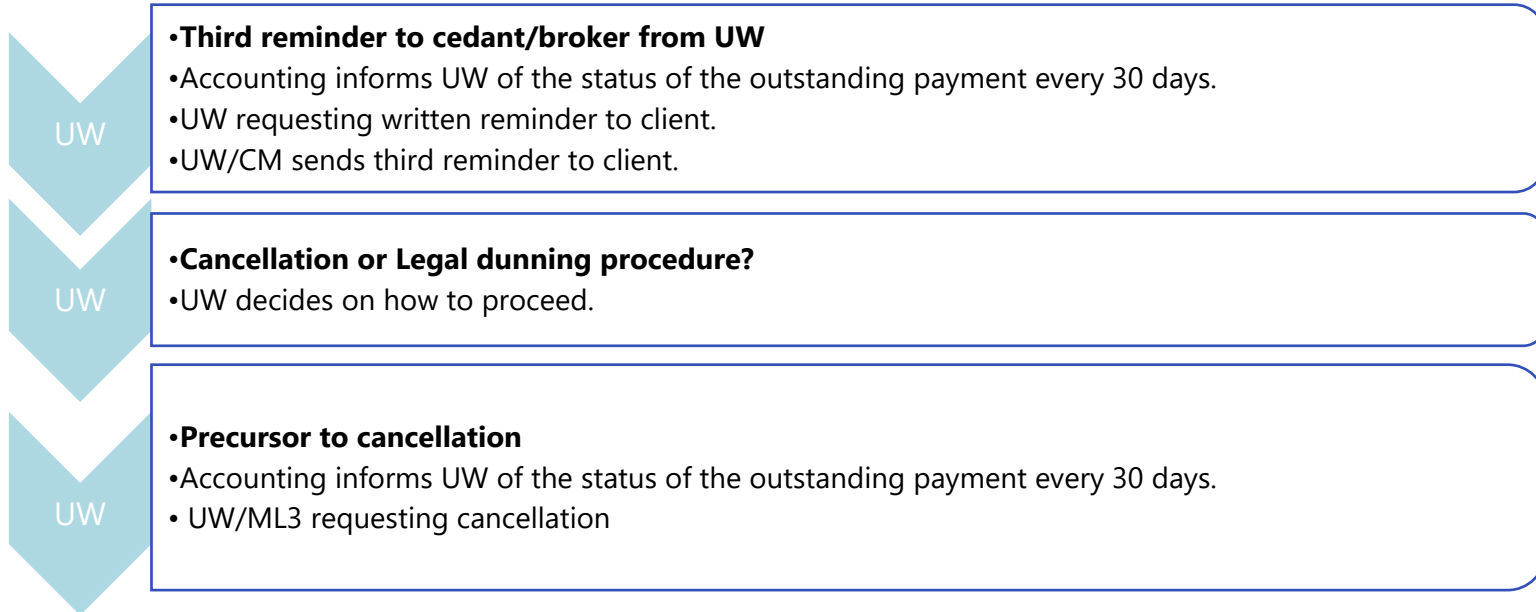 UW
•Third reminder to cedant/broker from UW
•Accounting informs UW of the status of the outstanding payment every 30 days.
•UW requesting written reminder to client.
•UW/CM sends third reminder to client.
UW
•Cancellation or Legal dunning procedure?
•UW decides on how to proceed.
UW
•Precursor to cancellation
•Accounting informs UW of the status of the outstanding payment every 30 days.
• UW/ML3 requesting cancellation